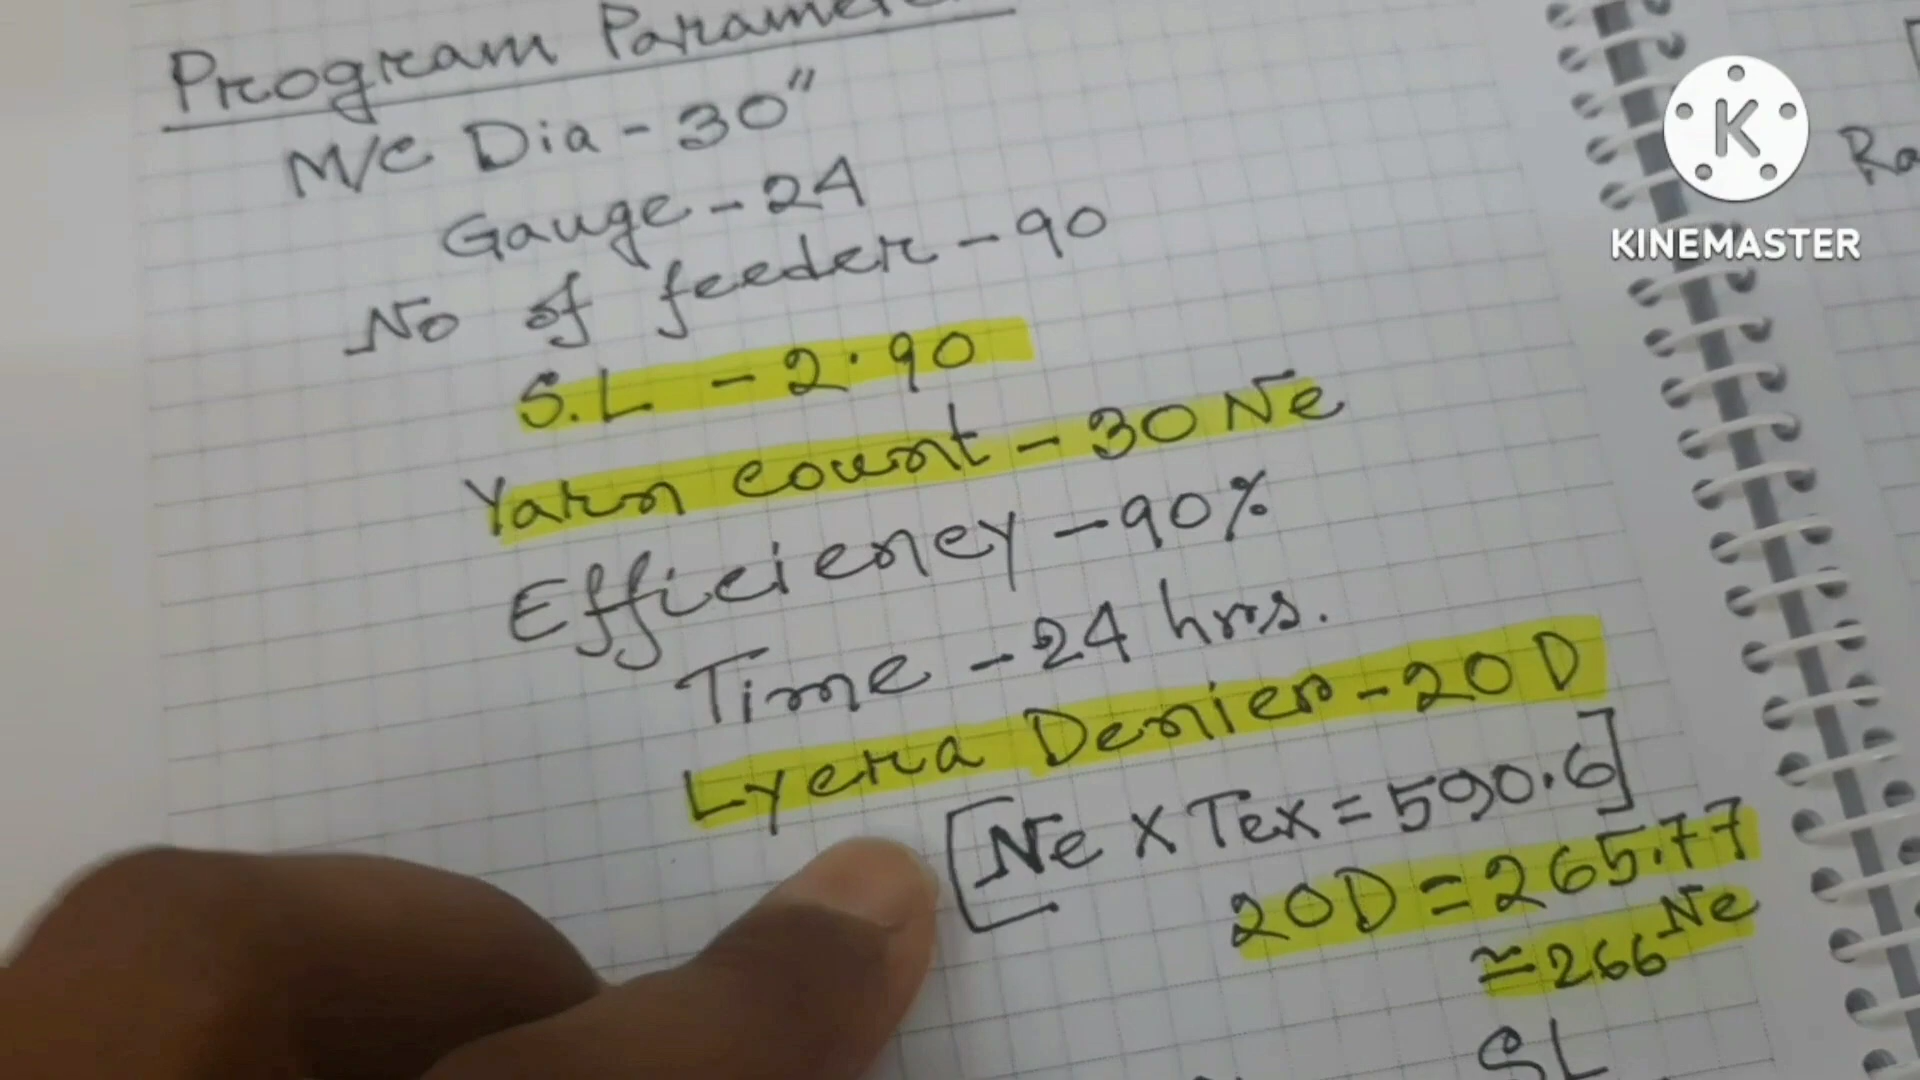 Program Parameter
M/C Dia - 30"
Gauge - 24
No of feeder - 90
S.L - 2.90
Yarn count - 30 Ne
Efficiency - 90%
Time - 24 hrs.
Lycra Denier - 20 D
[Ne X Tex = 590.6]
20D = 265.77
≃ 266 Ne
SL
K
KINEMASTER